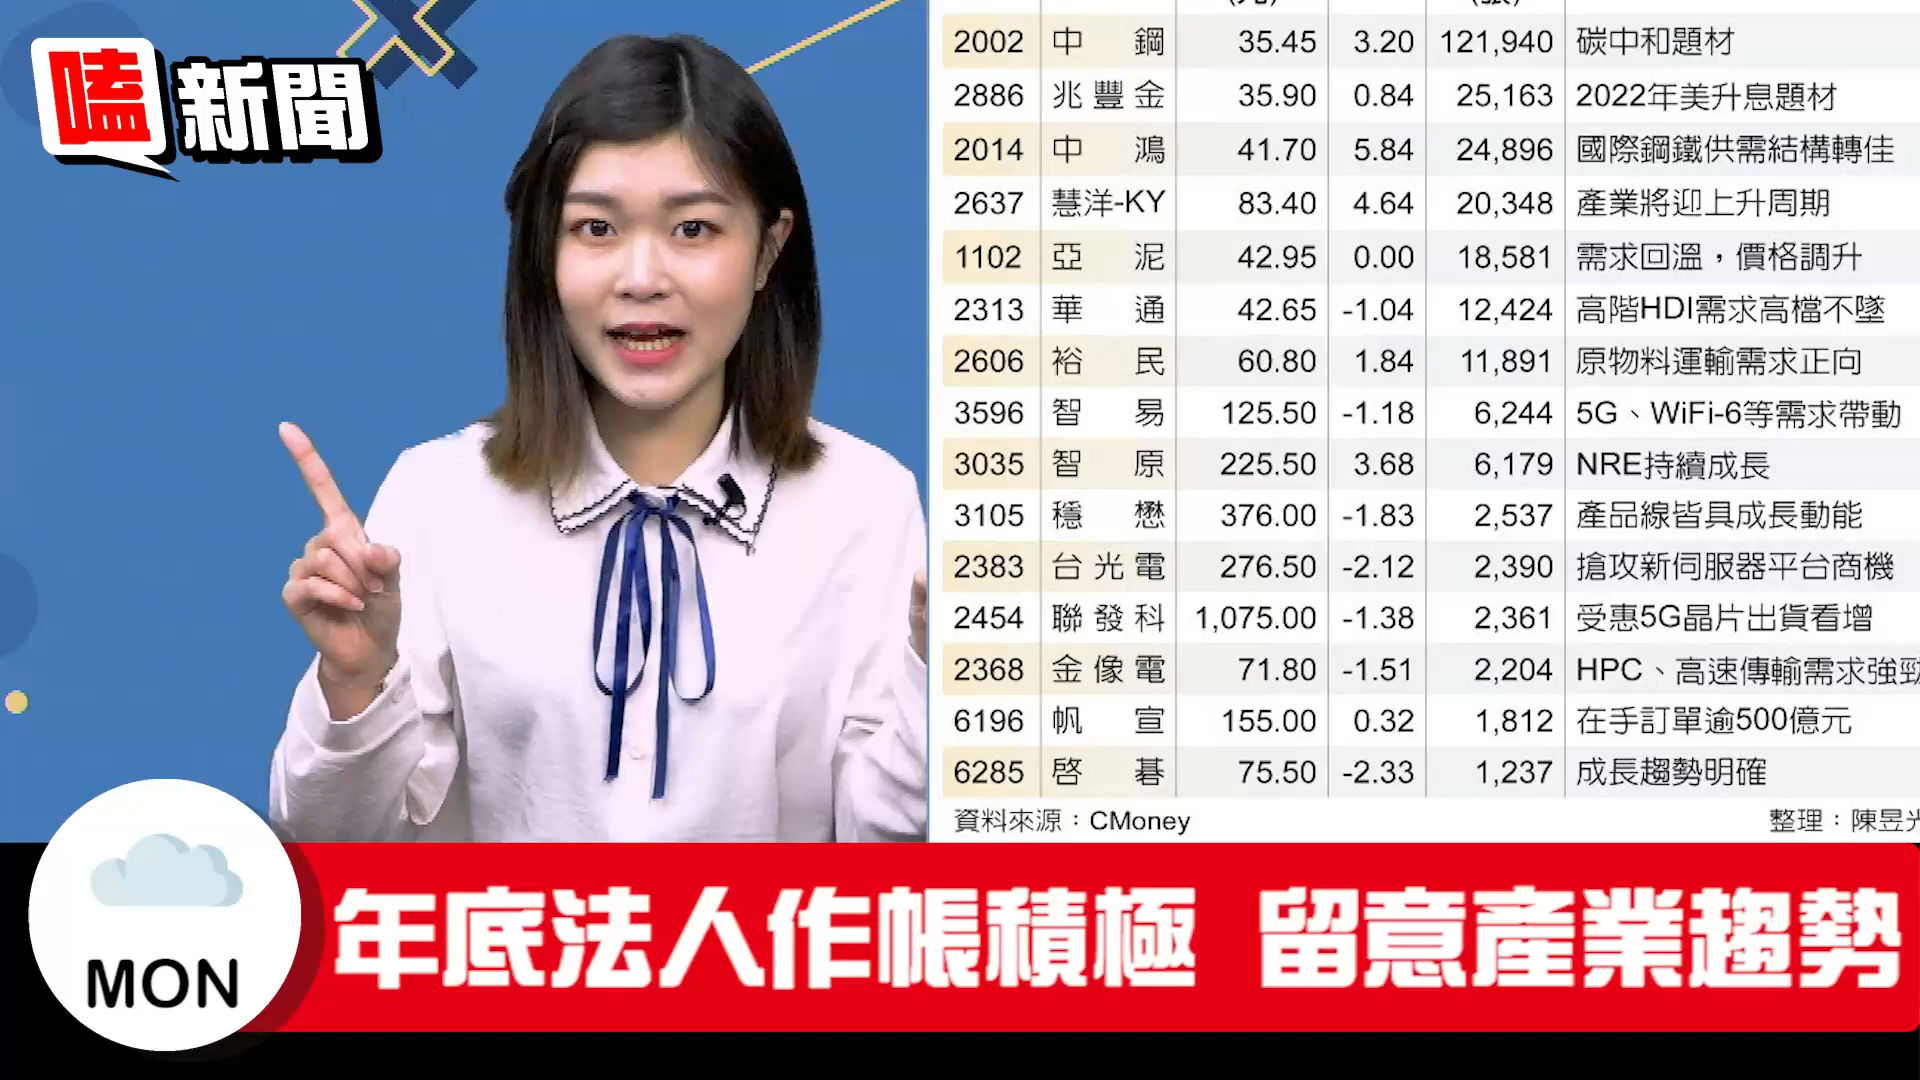 嗑新聞
(元) (張)
2002 中鋼 35.45 3.20 121,940 碳中和題材
2886 兆豐金 35.90 0.84 25,163 2022年美升息題材
2014 中鴻 41.70 5.84 24,896 國際鋼鐵供需結構轉佳
2637 慧洋-KY 83.40 4.64 20,348 產業將迎上升周期
1102 亞泥 42.95 0.00 18,581 需求回溫，價格調升
2313 華通 42.65 -1.04 12,424 高階HDI需求高檔不墜
2606 裕民 60.80 1.84 11,891 原物料運輸需求正向
3596 智易 125.50 -1.18 6,244 5G、WiFi-6等需求帶動
3035 智原 225.50 3.68 6,179 NRE持續成長
3105 穩懋 376.00 -1.83 2,537 產品線皆具成長動能
2383 台光電 276.50 -2.12 2,390 搶攻新伺服器平台商機
2454 聯發科 1,075.00 -1.38 2,361 受惠5G晶片出貨看增
2368 金像電 71.80 -1.51 2,204 HPC、高速傳輸需求強勁
6196 帆宣 155.00 0.32 1,812 在手訂單逾500億元
6285 啓碁 75.50 -2.33 1,237 成長趨勢明確
資料來源：CMoney 整理：陳昱光
年底法人作帳積極 留意產業趨勢
MON